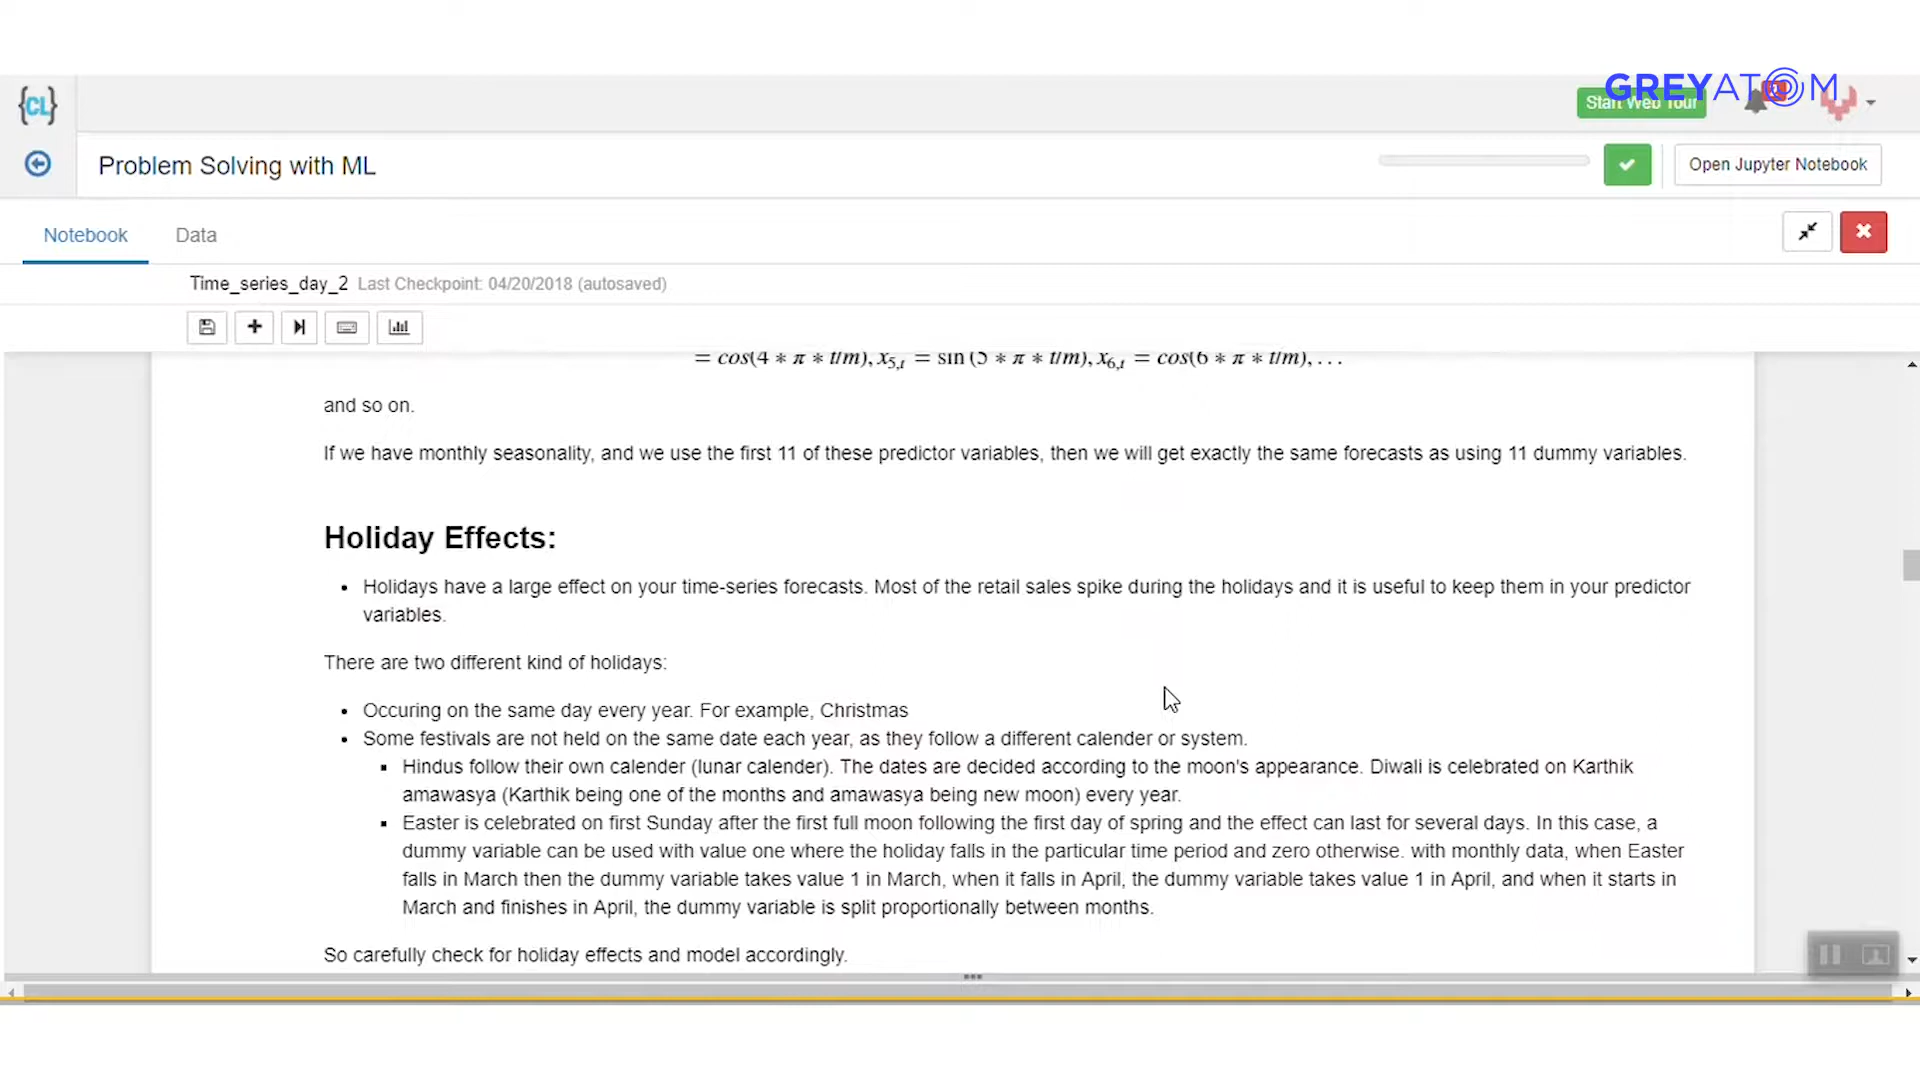 GREYATOM
{CL}
Start Web Tour
Problem Solving with ML
Open Jupyter Notebook
Notebook
Data
Time_series_day_2 Last Checkpoint: 04/20/2018 (autosaved)
= cos(4 * π * t/m), x5,t = sin (5 * π * t/m), x6,t = cos(6 * π * t/m), . . .
and so on.
If we have monthly seasonality, and we use the first 11 of these predictor variables, then we will get exactly the same forecasts as using 11 dummy variables.
Holiday Effects:
• Holidays have a large effect on your time-series forecasts. Most of the retail sales spike during the holidays and it is useful to keep them in your predictor
variables.
There are two different kind of holidays:
• Occuring on the same day every year. For example, Christmas
• Some festivals are not held on the same date each year, as they follow a different calender or system.
▪ Hindus follow their own calender (lunar calender). The dates are decided according to the moon's appearance. Diwali is celebrated on Karthik
amawasya (Karthik being one of the months and amawasya being new moon) every year.
▪ Easter is celebrated on first Sunday after the first full moon following the first day of spring and the effect can last for several days. In this case, a
dummy variable can be used with value one where the holiday falls in the particular time period and zero otherwise. with monthly data, when Easter
falls in March then the dummy variable takes value 1 in March, when it falls in April, the dummy variable takes value 1 in April, and when it starts in
March and finishes in April, the dummy variable is split proportionally between months.
So carefully check for holiday effects and model accordingly.